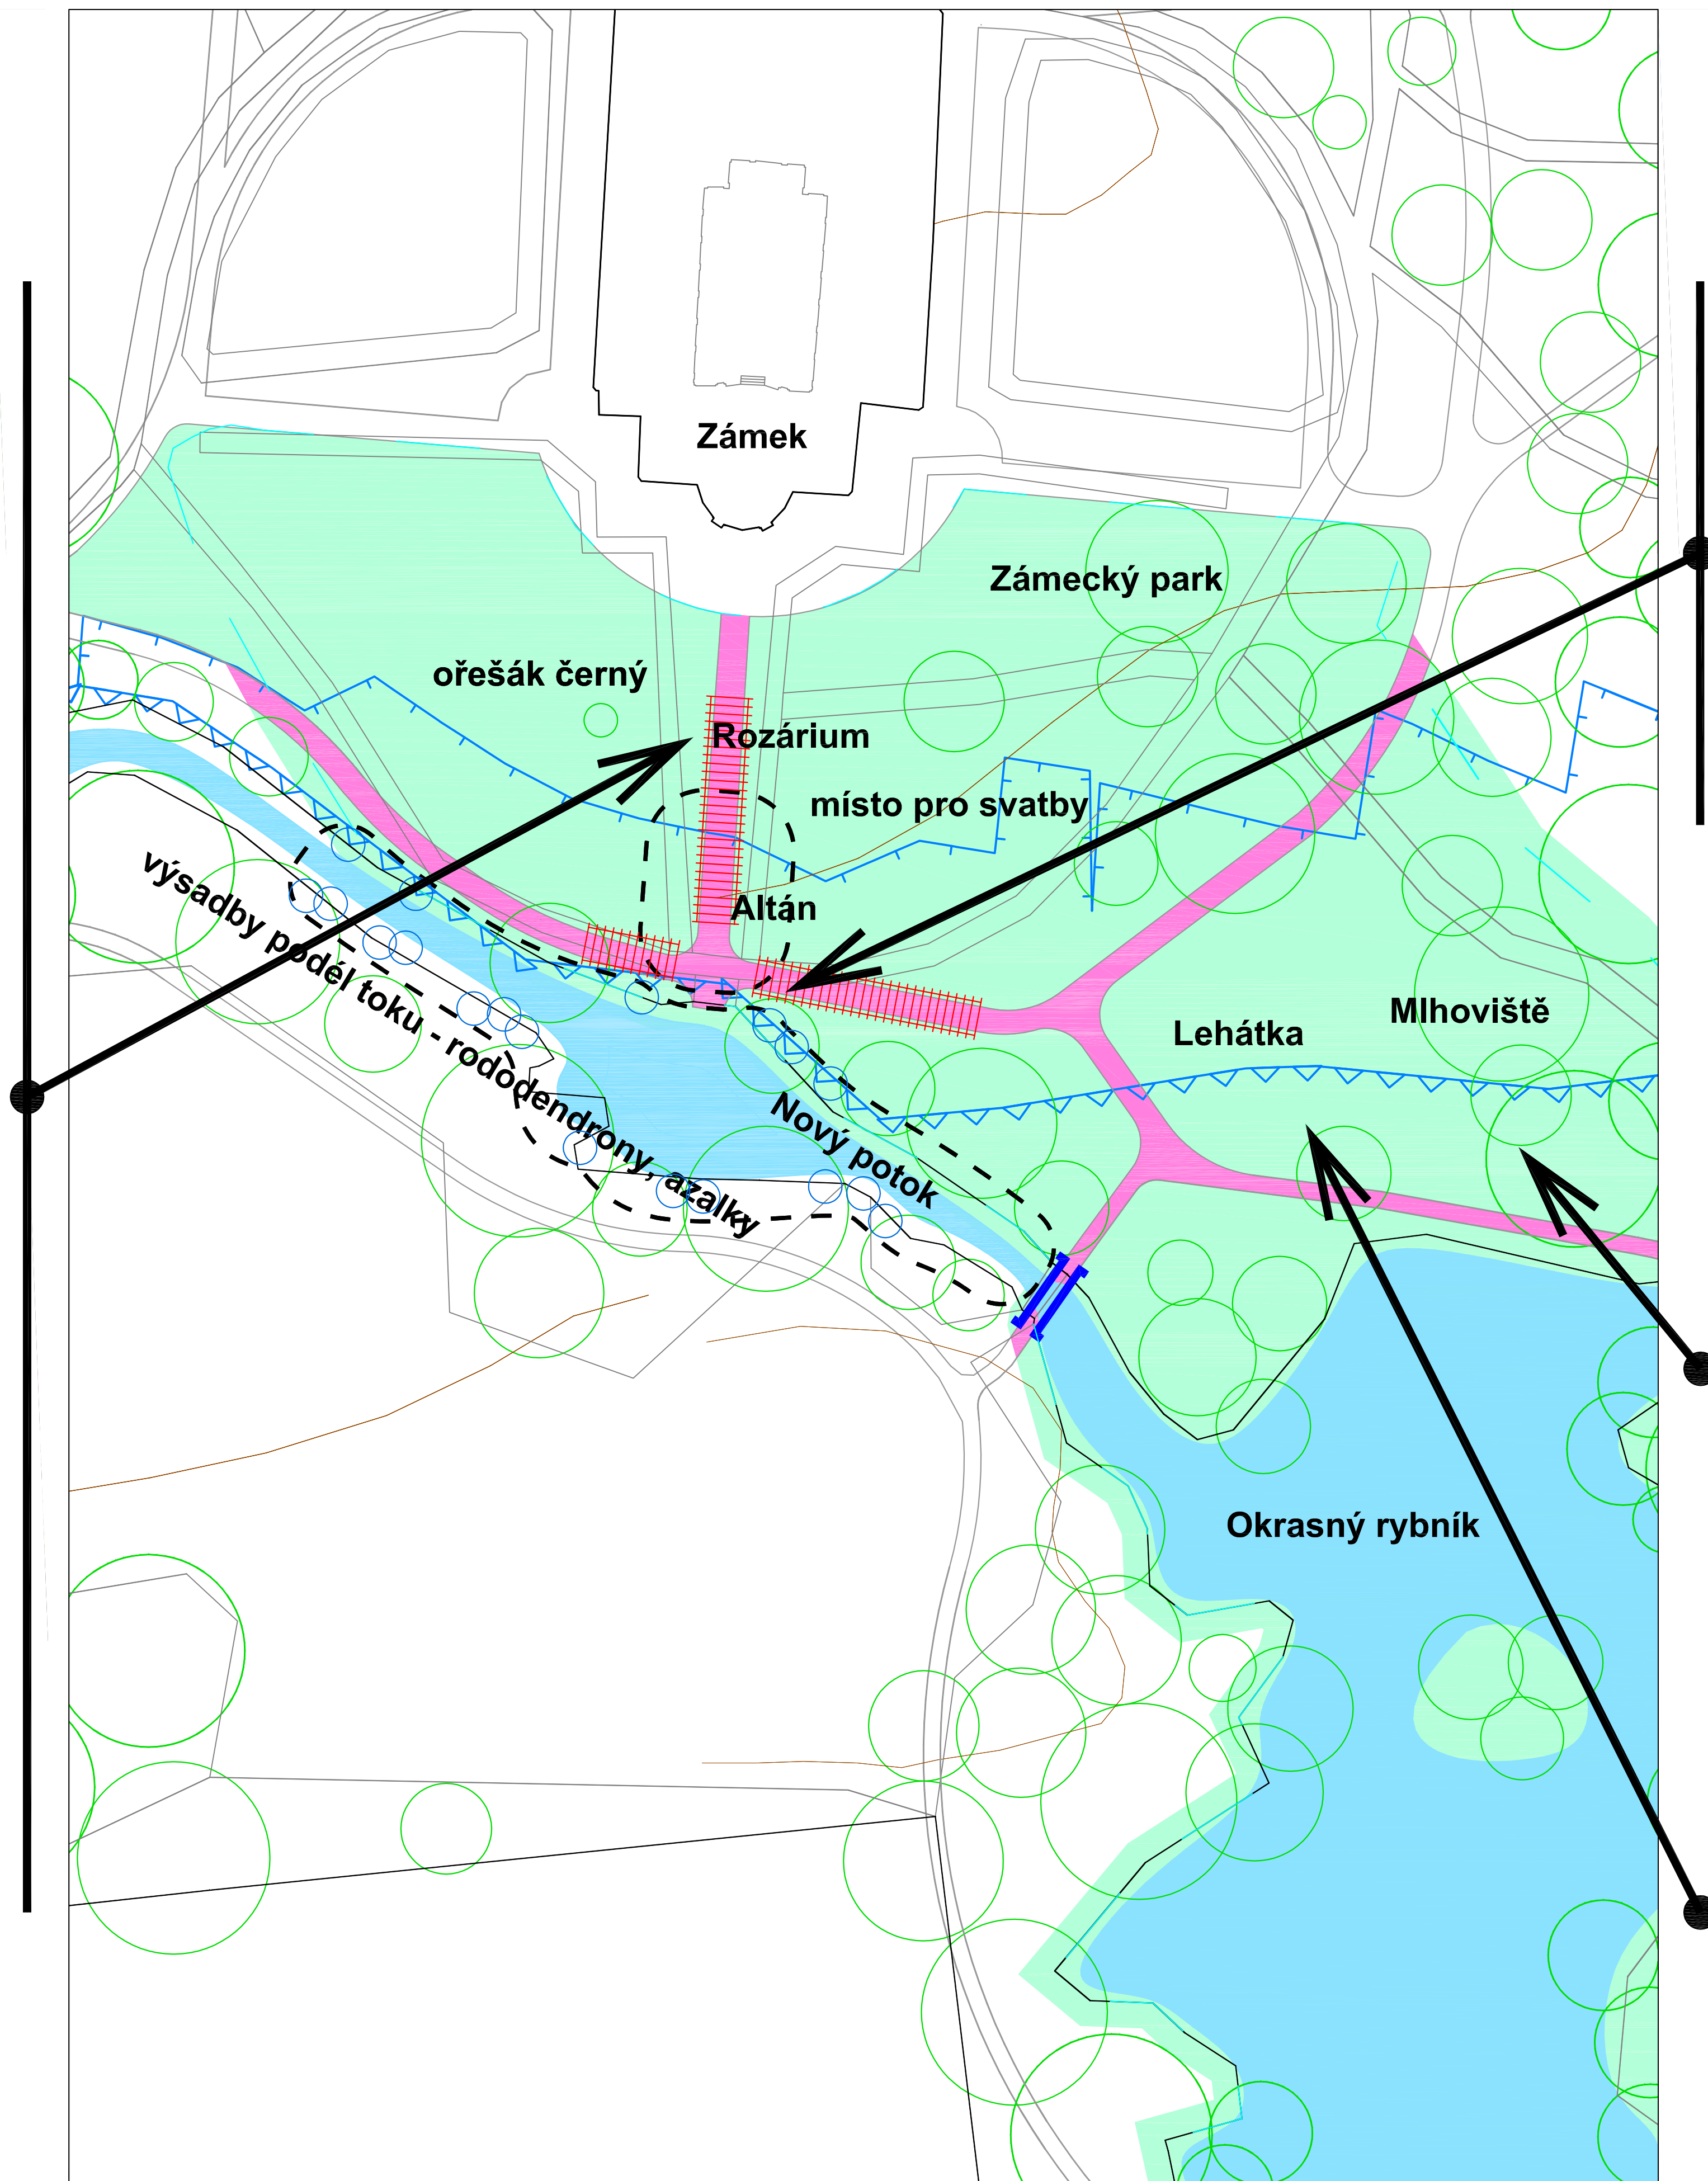 Zámek
Zámecký park
ořešák černý
Rozárium
místo pro svatby
Altán
výsadby podél toku - rododendrony, azalky
Mlhoviště
Lehátka
Nový potok
Okrasný rybník